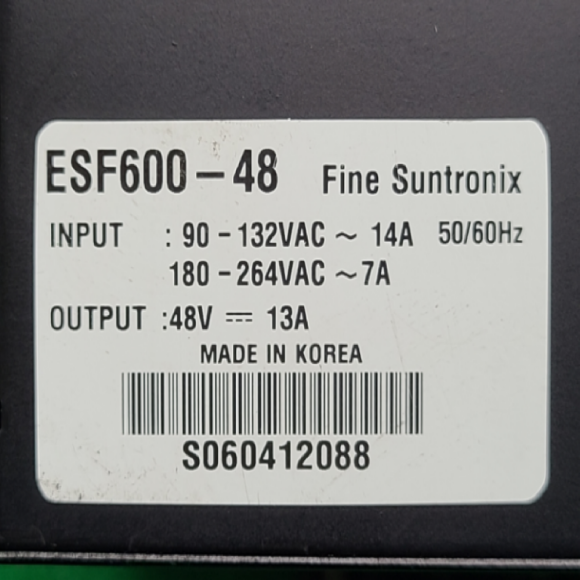 ESF600-48 Fine Suntronix
INPUT : 90-132VAC ~ 14A 50/60Hz
180-264VAC ~7A
OUTPUT :48V ⎓ 13A
MADE IN KOREA
S060412088